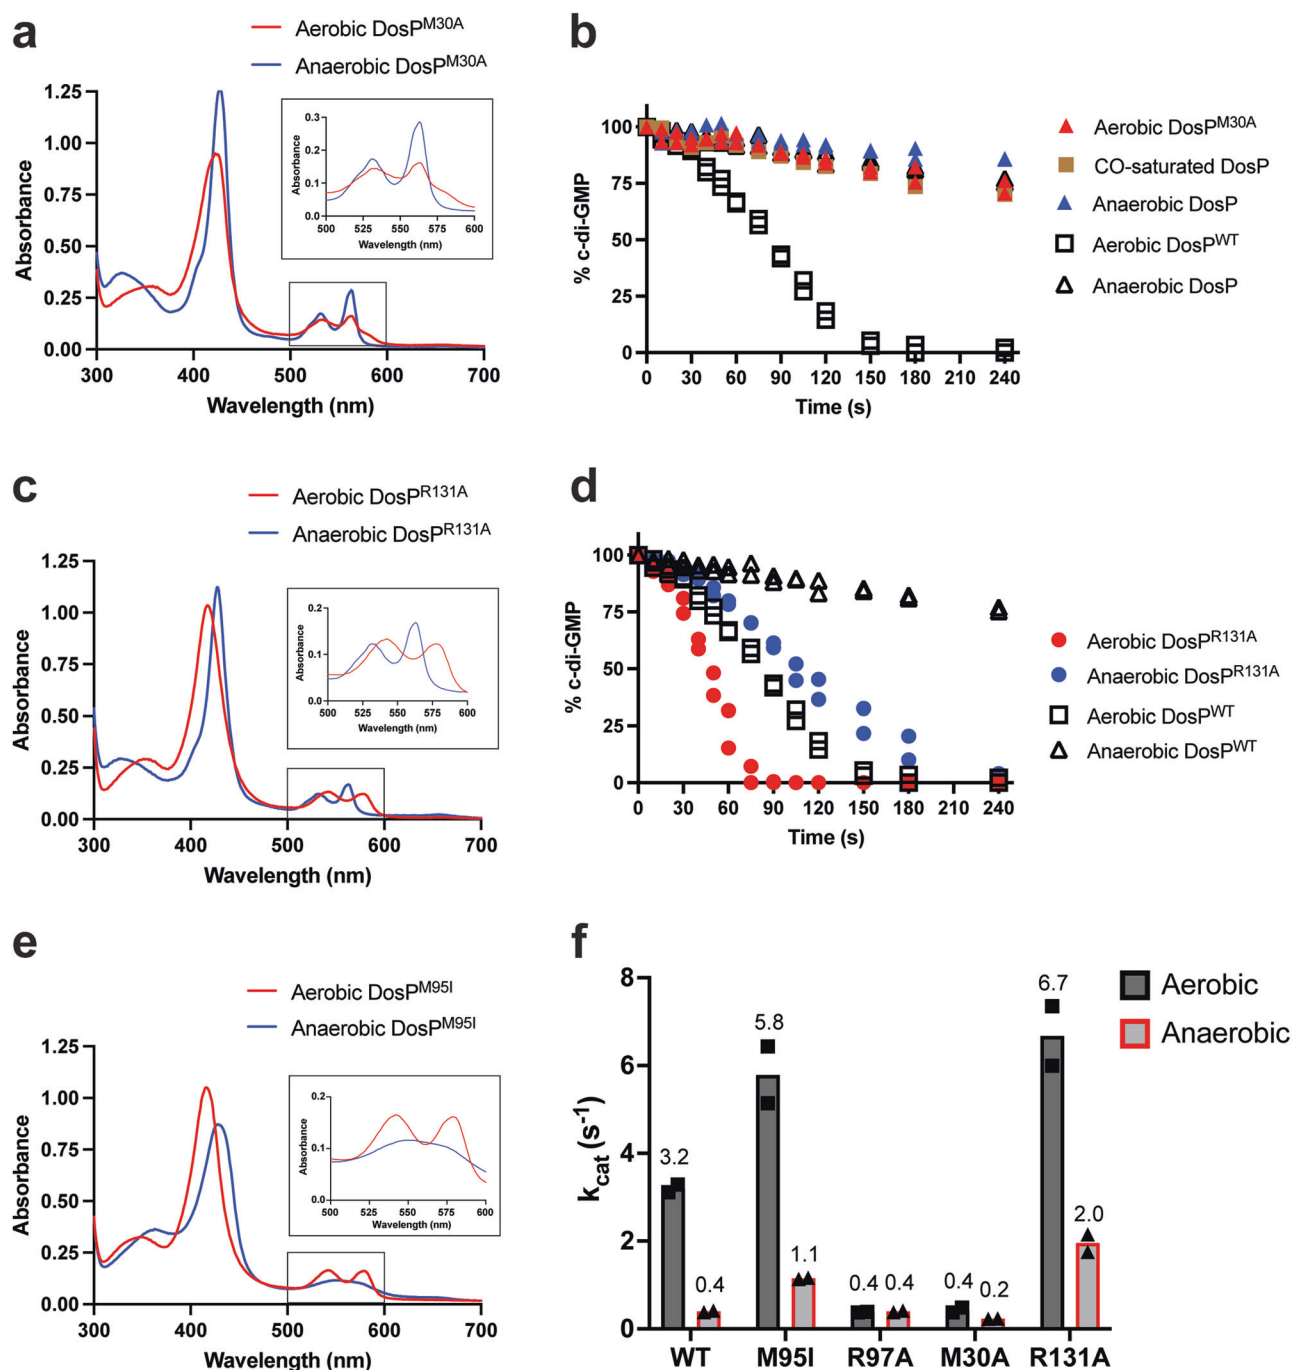 a
Aerobic DosP^M30A
Anaerobic DosP^M30A
1.25
1.00
0.75
0.50
0.25
0.00
Absorbance
300 400 500 600 700
Wavelength (nm)
0.3
0.2
0.1
0.0
Absorbance
500 525 550 575 600
Wavelength (nm)
b
100
75
50
25
0
% c-di-GMP
0 30 60 90 120 150 180 210 240
Time (s)
Aerobic DosP^M30A
CO-saturated DosP
Anaerobic DosP
Aerobic DosP^WT
Anaerobic DosP
c
Aerobic DosP^R131A
Anaerobic DosP^R131A
1.25
1.00
0.75
0.50
0.25
0.00
Absorbance
300 400 500 600 700
Wavelength (nm)
0.2
0.1
0.0
Absorbance
500 525 550 575 600
Wavelength (nm)
d
100
75
50
25
0
% c-di-GMP
0 30 60 90 120 150 180 210 240
Time (s)
Aerobic DosP^R131A
Anaerobic DosP^R131A
Aerobic DosP^WT
Anaerobic DosP^WT
e
Aerobic DosP^M95I
Anaerobic DosP^M95I
1.25
1.00
0.75
0.50
0.25
0.00
Absorbance
300 400 500 600 700
Wavelength (nm)
0.2
0.1
0.0
Absorbance
500 525 550 575 600
Wavelength (nm)
f
8
6
4
2
0
k_cat (s^-1)
3.2 0.4 5.8 1.1 0.4 0.4 0.4 0.2 6.7 2.0
WT M95I R97A M30A R131A
Aerobic
Anaerobic